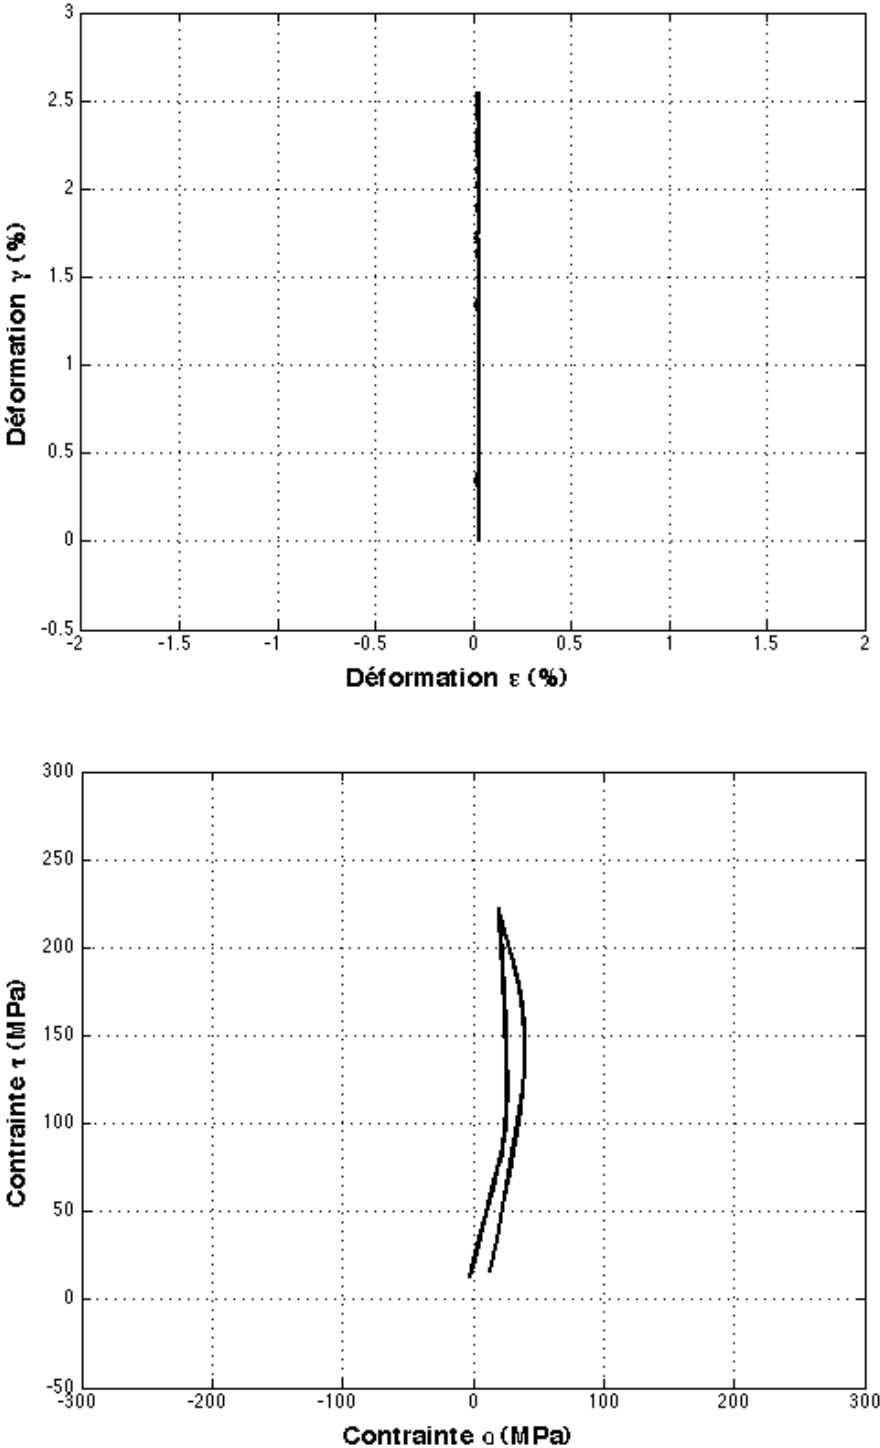 3
2.5
2
1.5
1
0.5
0
-0.5
-2 -1.5 -1 -0.5 0 0.5 1 1.5 2
Déformation γ (%)
Déformation ε (%)
300
250
200
150
100
50
0
-50
-300 -200 -100 0 100 200 300
Contrainte τ (MPa)
Contrainte σ (MPa)